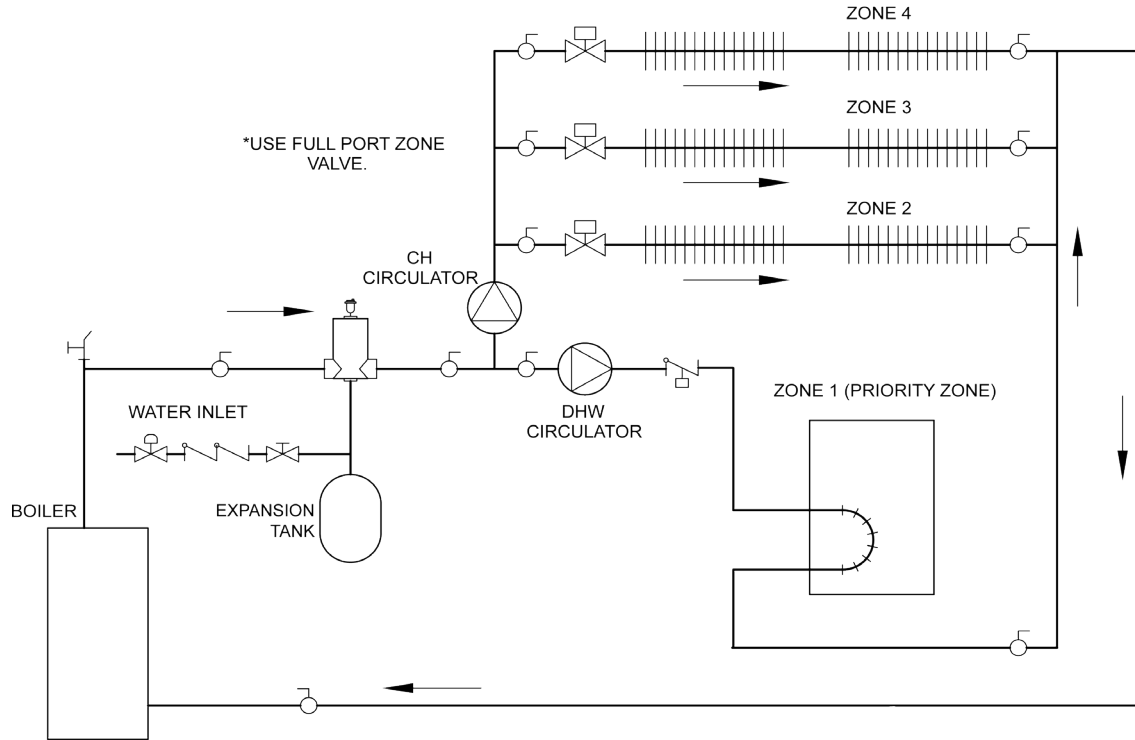 ZONE 4
ZONE 3
*USE FULL PORT ZONE
VALVE.
ZONE 2
CH
CIRCULATOR
ZONE 1 (PRIORITY ZONE)
WATER INLET
DHW
CIRCULATOR
BOILER
EXPANSION
TANK